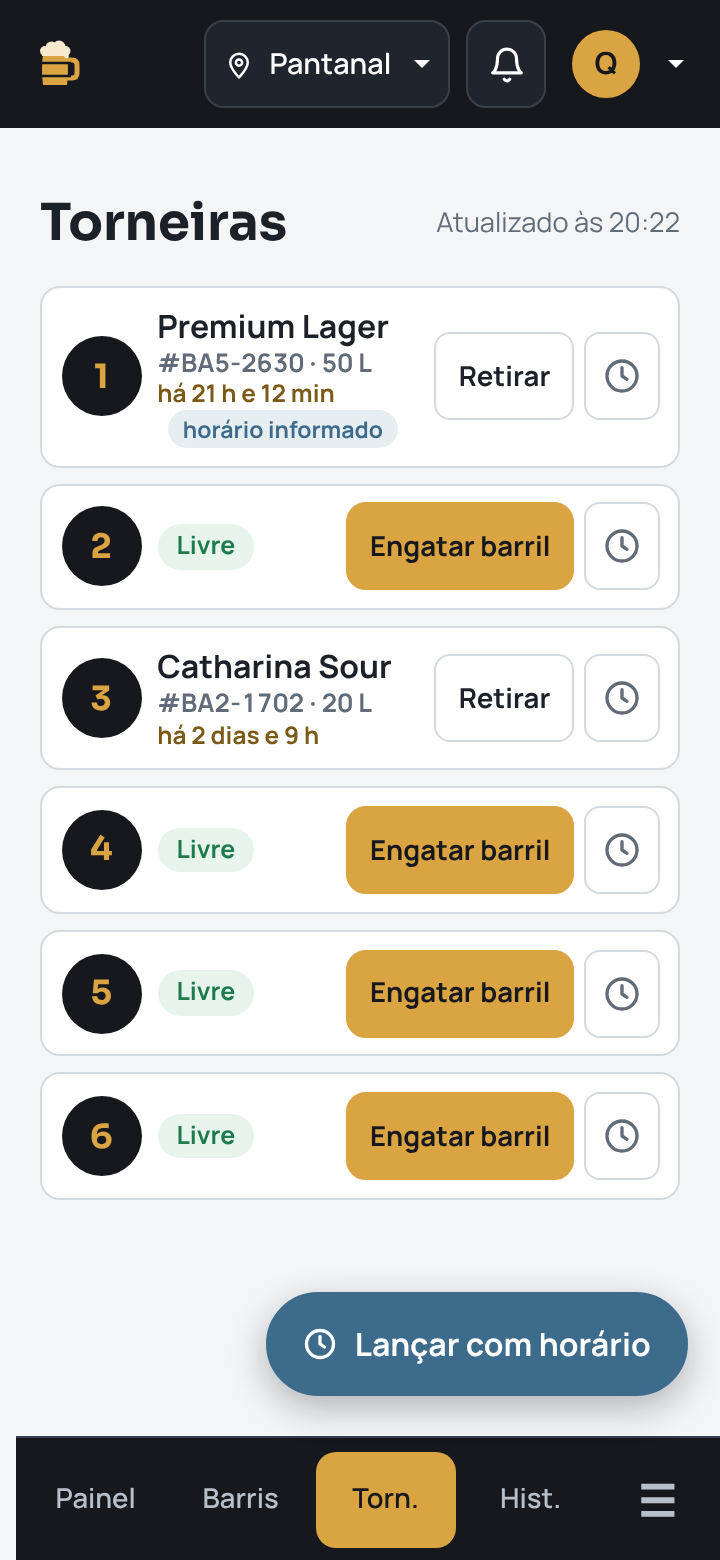 Pantanal
Q
Torneiras
Atualizado às 20:22
1
Premium Lager
#BA5-2630 · 50 L
há 21 h e 12 min
horário informado
Retirar
2
Livre
Engatar barril
3
Catharina Sour
#BA2-1702 · 20 L
há 2 dias e 9 h
Retirar
4
Livre
Engatar barril
5
Livre
Engatar barril
6
Livre
Engatar barril
Lançar com horário
Painel
Barris
Torn.
Hist.